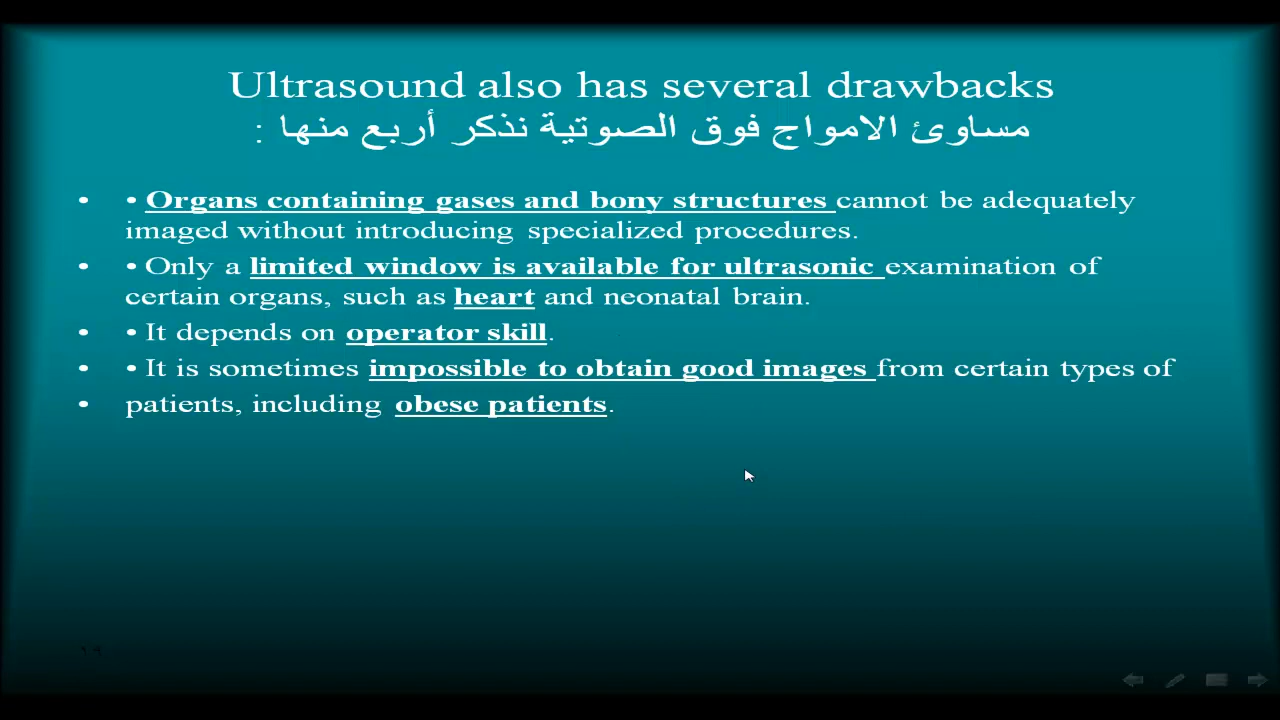 Ultrasound also has several drawbacks
مساوئ الامواج فوق الصوتية نذكر أربع منها :
• • Organs containing gases and bony structures cannot be adequately
imaged without introducing specialized procedures.
• • Only a limited window is available for ultrasonic examination of
certain organs, such as heart and neonatal brain.
• • It depends on operator skill.
• • It is sometimes impossible to obtain good images from certain types of
• patients, including obese patients.